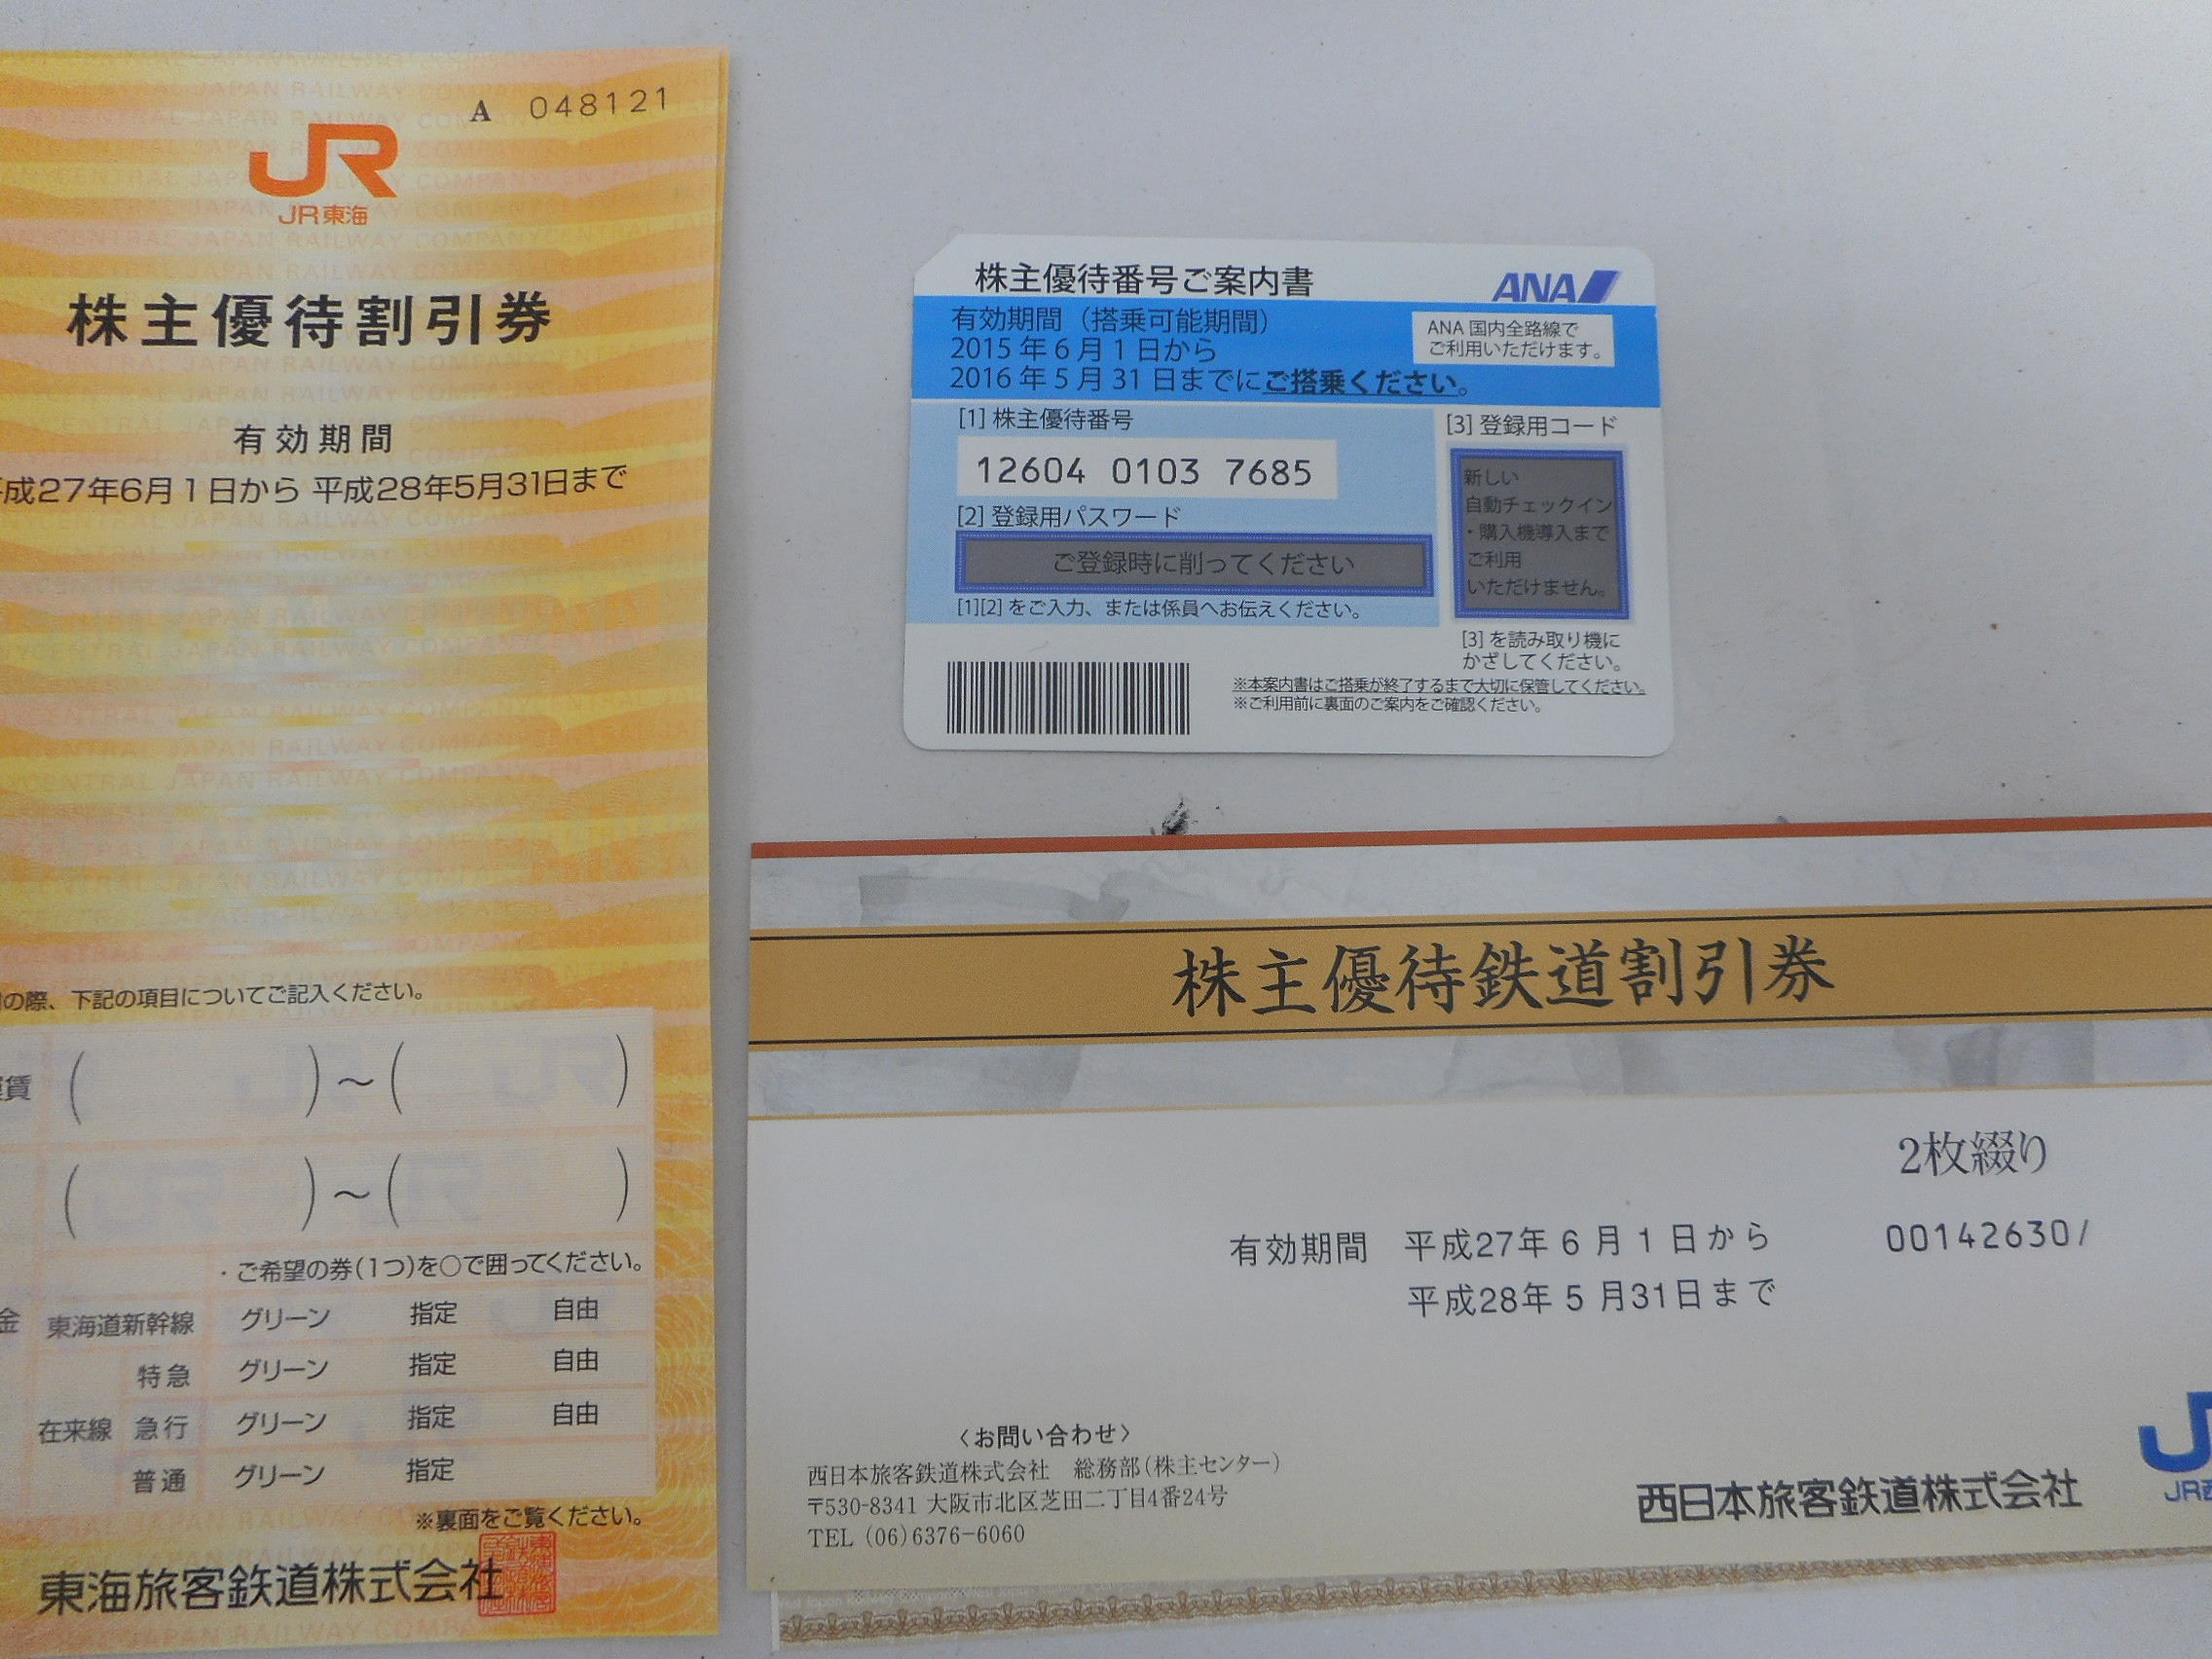 A 048121
JR
JR東海
株主優待割引券
有効期間
成27年6月1日から 平成28年5月31日まで
の際、下記の項目についてご記入ください。
賃 ( )～( )
( )～( )
・ご希望の券(1つ)を○で囲ってください。
金 東海道新幹線 グリーン 指定 自由
特急 グリーン 指定 自由
在来線 急行 グリーン 指定 自由
普通 グリーン 指定
※裏面をご覧ください。
東海旅客鉄道株式会社
株主優待番号ご案内書
ANA
有効期間（搭乗可能期間）
2015年6月1日から
2016年5月31日までにご搭乗ください。
ANA国内全路線で
ご利用いただけます。
[1] 株主優待番号
12604 0103 7685
[2] 登録用パスワード
ご登録時に削ってください
[1][2] をご入力、または係員へお伝えください。
[3] 登録用コード
新しい
自動チェックイン
・購入機導入まで
ご利用
いただけません。
[3] を読み取り機に
かざしてください。
※本案内書はご搭乗が終了するまで大切に保管してください。
※ご利用前に裏面のご案内をご確認ください。
株主優待鉄道割引券
2枚綴り
有効期間 平成27年6月1日から
平成28年5月31日まで
00142630/
〈お問い合わせ〉
西日本旅客鉄道株式会社 総務部（株主センター）
〒530-8341 大阪市北区芝田二丁目4番24号
TEL (06)6376-6060
西日本旅客鉄道株式会社
J
JR西